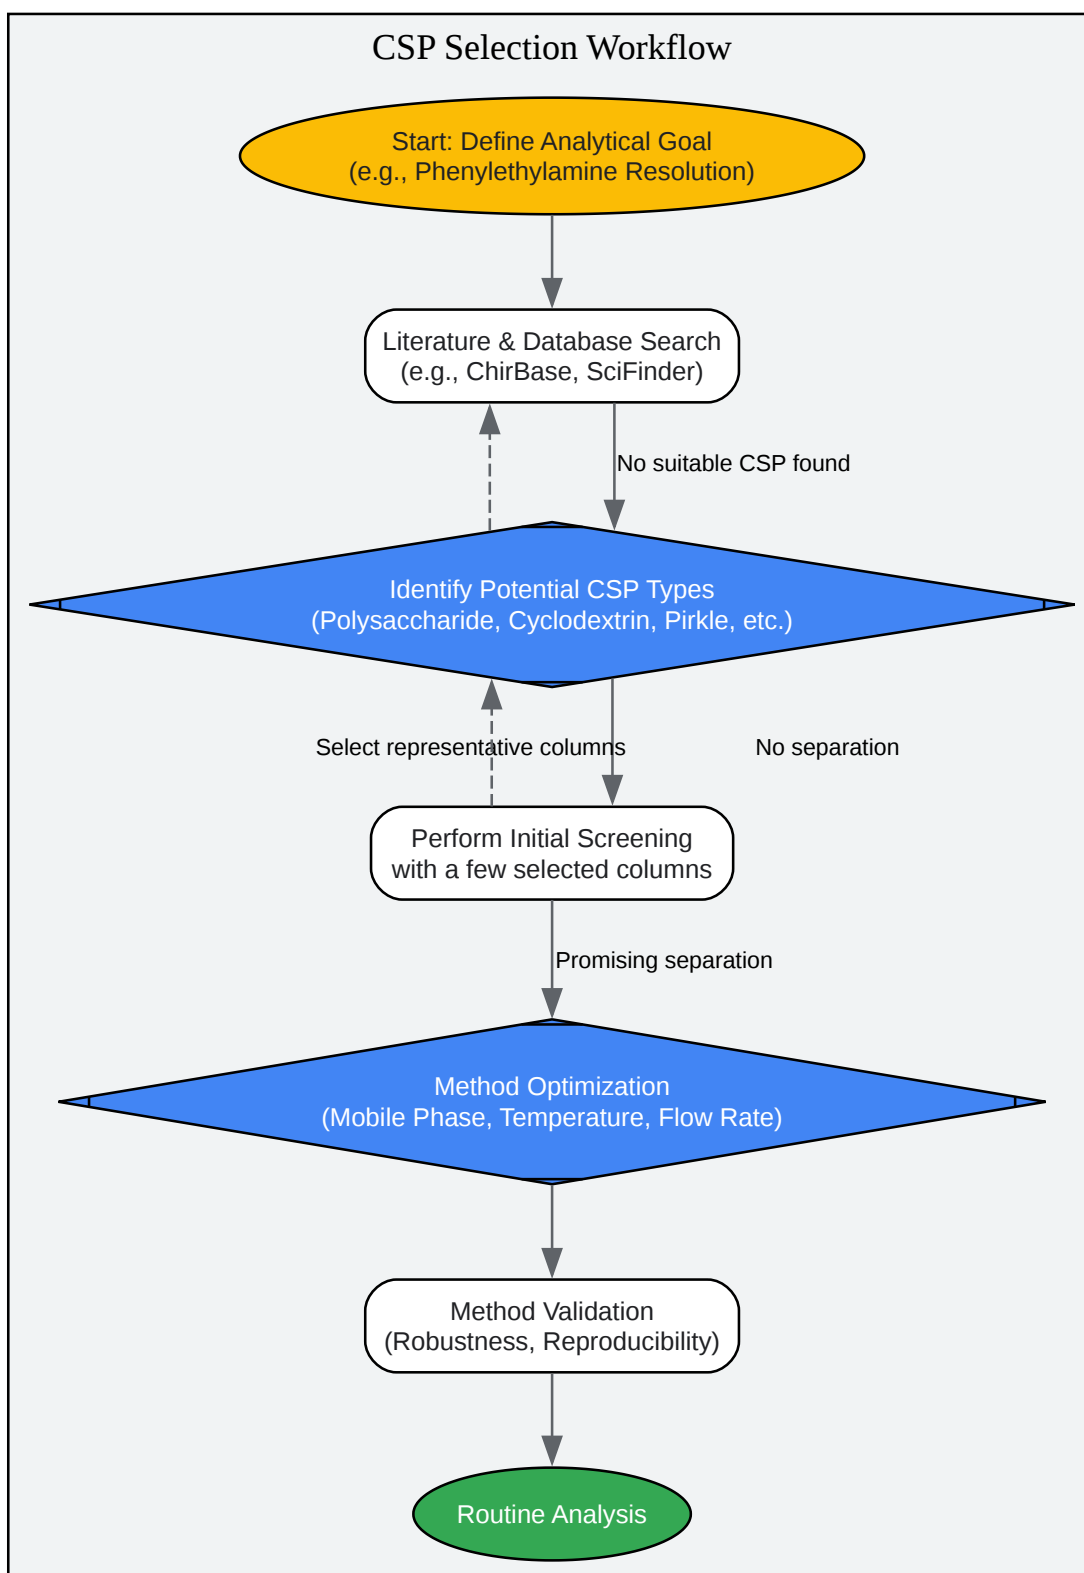 CSP Selection Workflow
Start: Define Analytical Goal
(e.g., Phenylethylamine Resolution)
Literature & Database Search
(e.g., ChirBase, SciFinder)
No suitable CSP found
Identify Potential CSP Types
(Polysaccharide, Cyclodextrin, Pirkle, etc.)
Select representative columns
No separation
Perform Initial Screening
with a few selected columns
Promising separation
Method Optimization
(Mobile Phase, Temperature, Flow Rate)
Method Validation
(Robustness, Reproducibility)
Routine Analysis